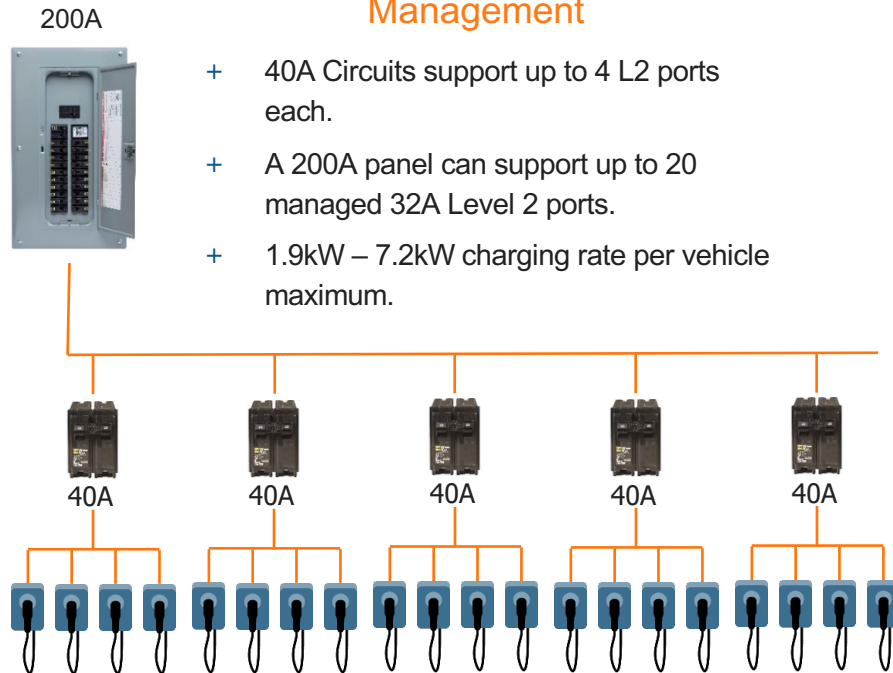 Management
200A
+ 40A Circuits support up to 4 L2 ports
each.
+ A 200A panel can support up to 20
managed 32A Level 2 ports.
+ 1.9kW – 7.2kW charging rate per vehicle
maximum.
40A
40A
40A
40A
40A